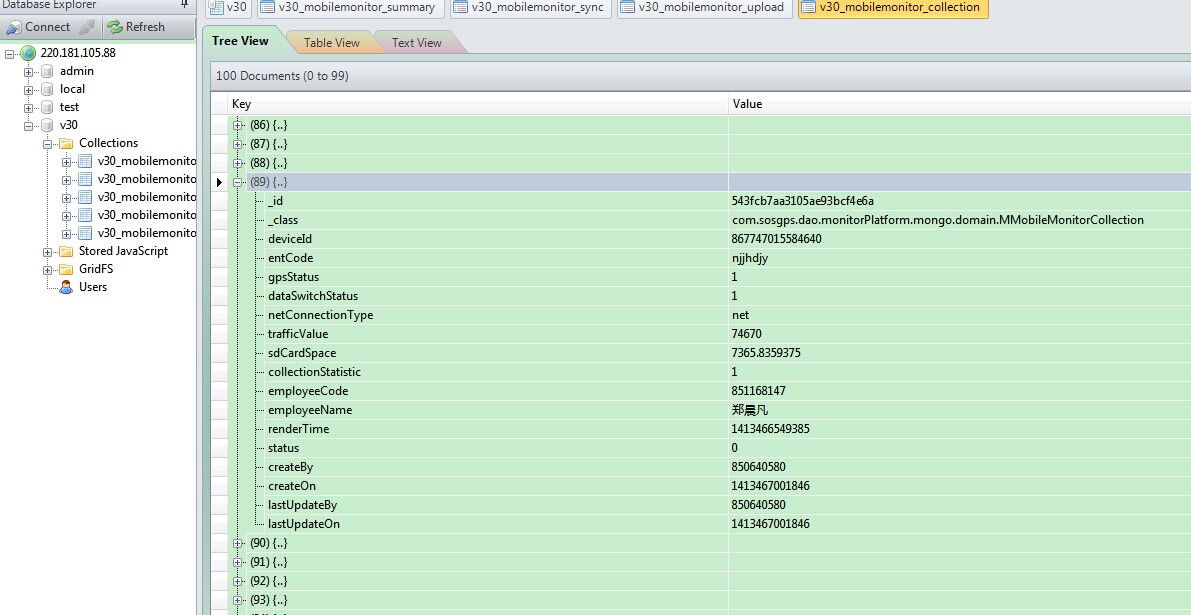 Database Explorer
Connect Refresh
220.181.105.88
admin
local
test
v30
Collections
v30_mobilemonito
v30_mobilemonito
v30_mobilemonito
v30_mobilemonito
v30_mobilemonito
Stored JavaScript
GridFS
Users
v30 v30_mobilemonitor_summary v30_mobilemonitor_sync v30_mobilemonitor_upload v30_mobilemonitor_collection
Tree View Table View Text View
100 Documents (0 to 99)
Key Value
(86) {..}
(87) {..}
(88) {..}
(89) {..}
_id 543fcb7aa3105ae93bcf4e6a
_class com.sosgps.dao.monitorPlatform.mongo.domain.MMobileMonitorCollection
deviceId 867747015584640
entCode njjhdjy
gpsStatus 1
dataSwitchStatus 1
netConnectionType net
trafficValue 74670
sdCardSpace 7365.8359375
collectionStatistic 1
employeeCode 851168147
employeeName 郑晨凡
renderTime 1413466549385
status 0
createBy 850640580
createOn 1413467001846
lastUpdateBy 850640580
lastUpdateOn 1413467001846
(90) {..}
(91) {..}
(92) {..}
(93) {..}